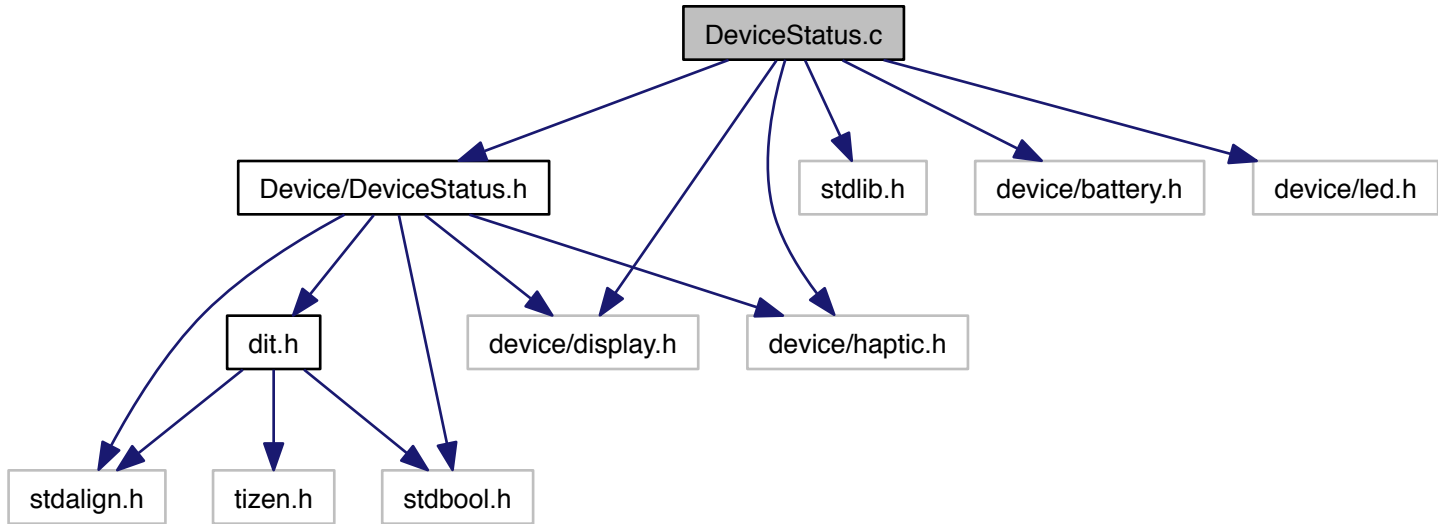 DeviceStatus.c
Device/DeviceStatus.h
stdlib.h
device/battery.h
device/led.h
dit.h
device/display.h
device/haptic.h
stdalign.h
tizen.h
stdbool.h